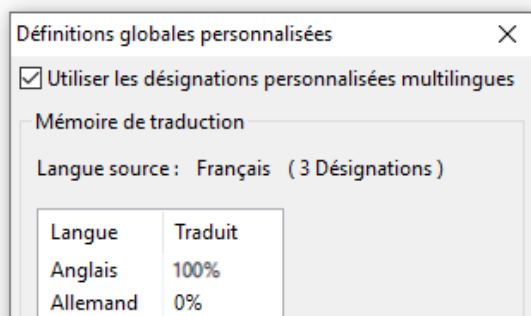 Définitions globales personnalisées
Utiliser les désignations personnalisées multilingues
Mémoire de traduction
Langue source : Français ( 3 Désignations )
Langue Traduit
Anglais 100%
Allemand 0%